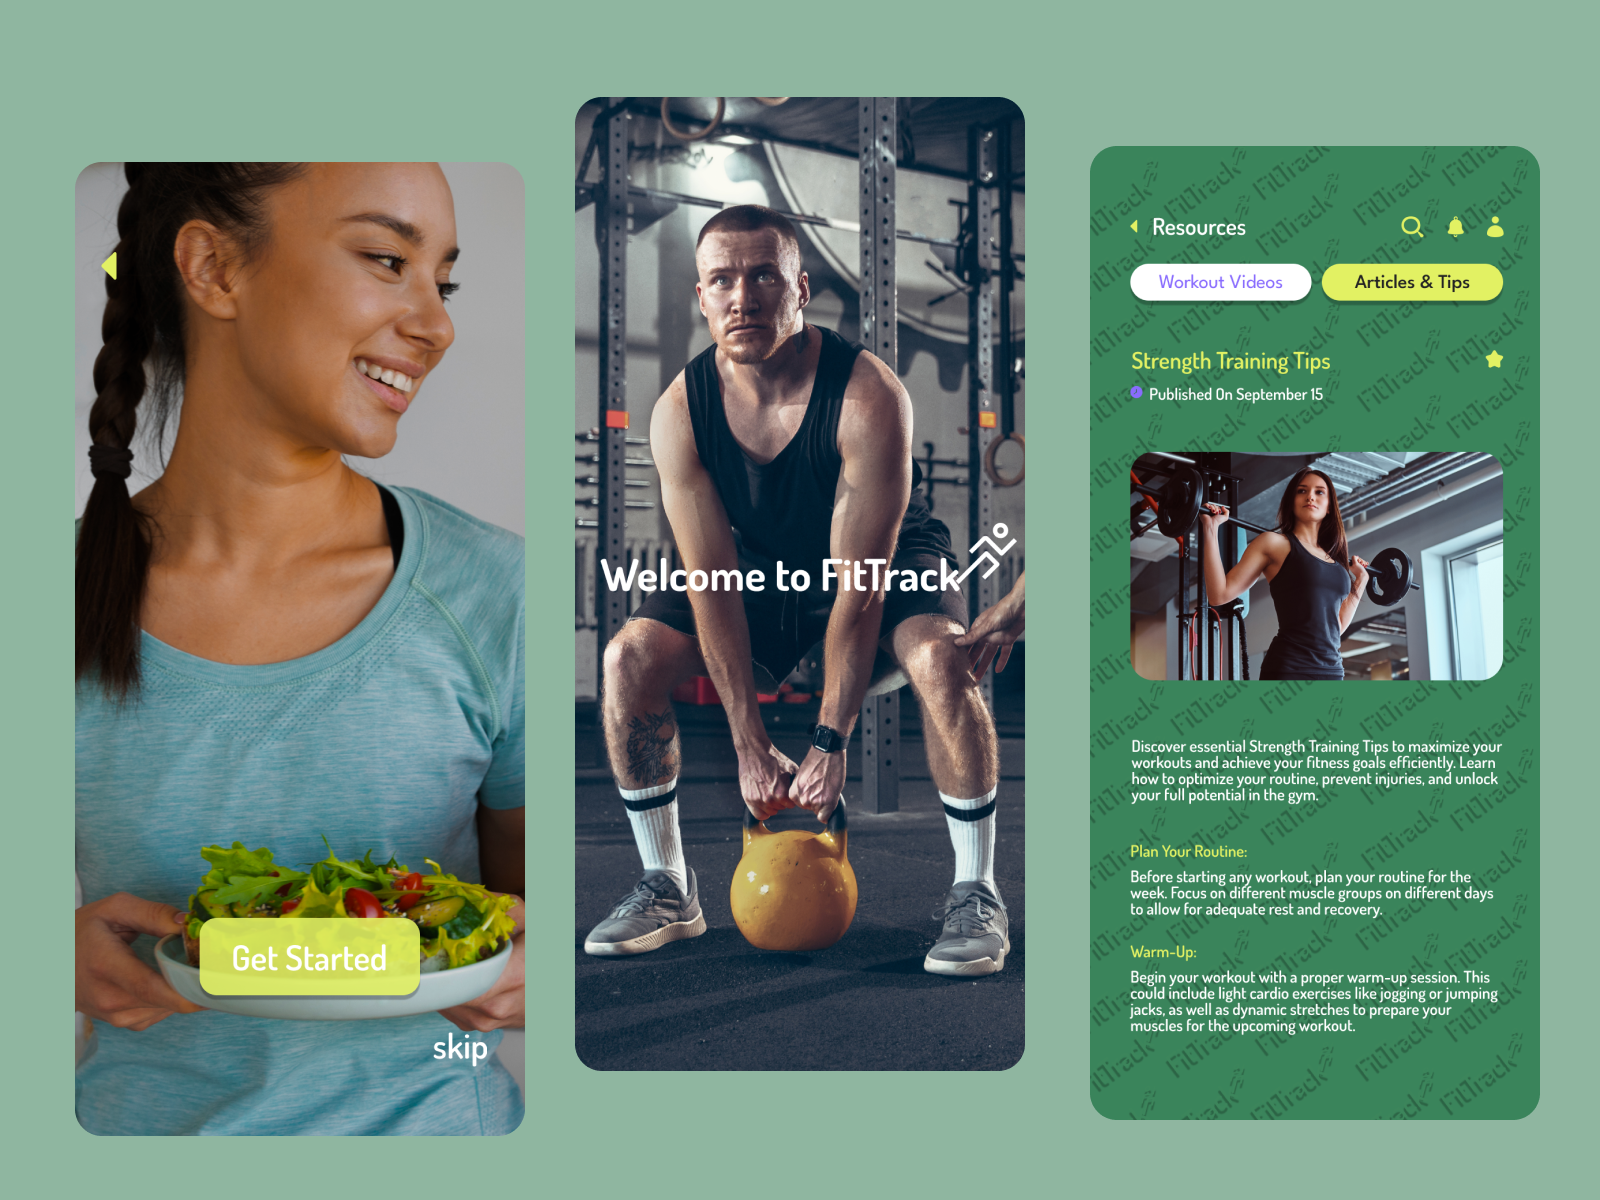 Get Started
skip
Welcome to FitTrack
Resources
Workout Videos
Articles & Tips
Strength Training Tips
Published On September 15
Discover essential Strength Training Tips to maximize your
workouts and achieve your fitness goals efficiently. Learn
how to optimize your routine, prevent injuries, and unlock
your full potential in the gym.
Plan Your Routine:
Before starting any workout, plan your routine for the
week. Focus on different muscle groups on different days
to allow for adequate rest and recovery.
Warm-Up:
Begin your workout with a proper warm-up session. This
could include light cardio exercises like jogging or jumping
jacks, as well as dynamic stretches to prepare your
muscles for the upcoming workout.
FitTrack